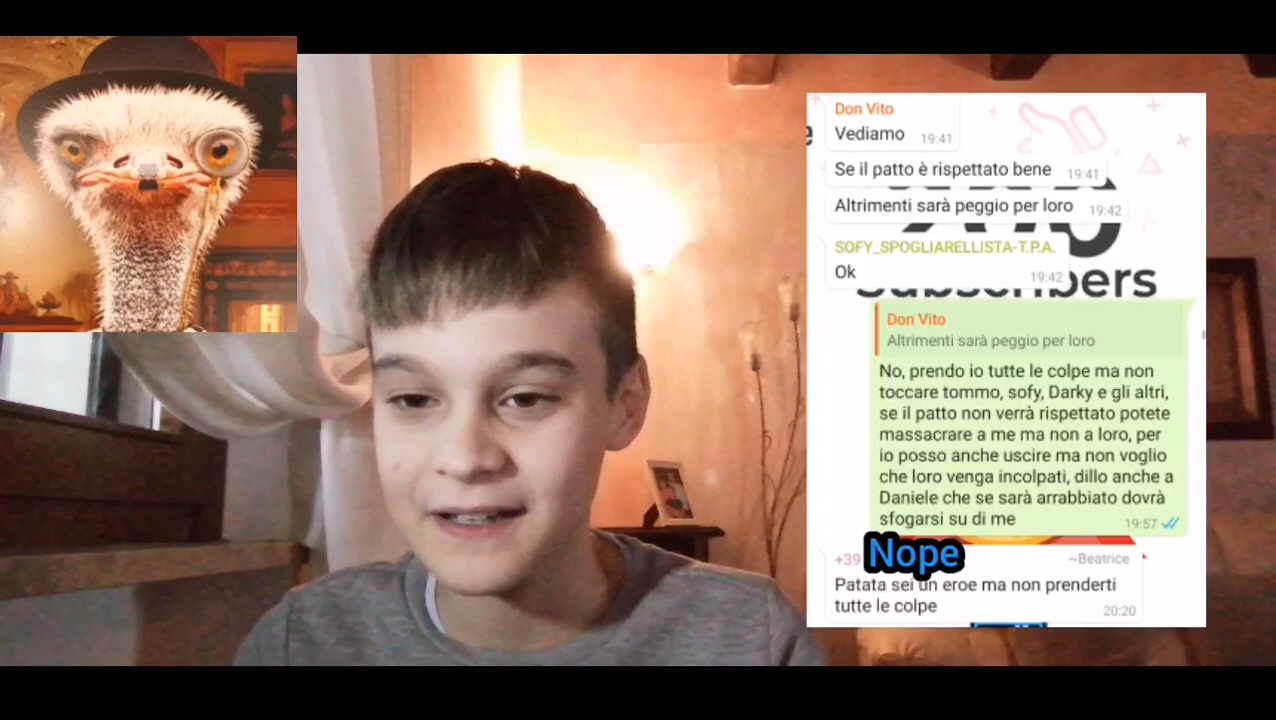 Don Vito
Vediamo 19:41
Se il patto è rispettato bene 19:41
Altrimenti sarà peggio per loro 19:42
SOFY_SPOGLIARELLISTA-T.P.A.
Ok 19:42
Subscribers
Don Vito
Altrimenti sarà peggio per loro
No, prendo io tutte le colpe ma non
toccare tommo, sofy, Darky e gli altri,
se il patto non verrà rispettato potete
massacrare a me ma non a loro, per
io posso anche uscire ma non voglio
che loro venga incolpati, dillo anche a
Daniele che se sarà arrabbiato dovrà
sfogarsi su di me 19:57
+39 Nope ~Beatrice
Patata sei un eroe ma non prenderti
tutte le colpe 20:20